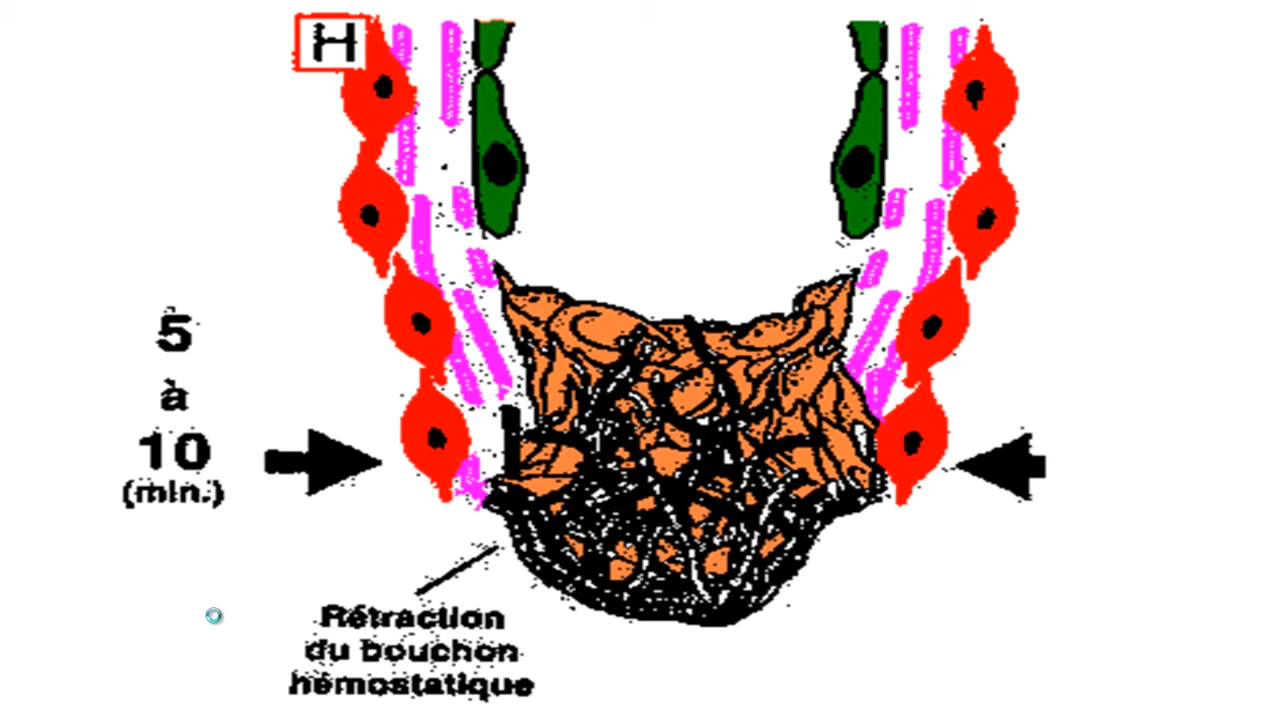 H
5
à
10
(min.)
Rétraction
du bouchon
hémostatique